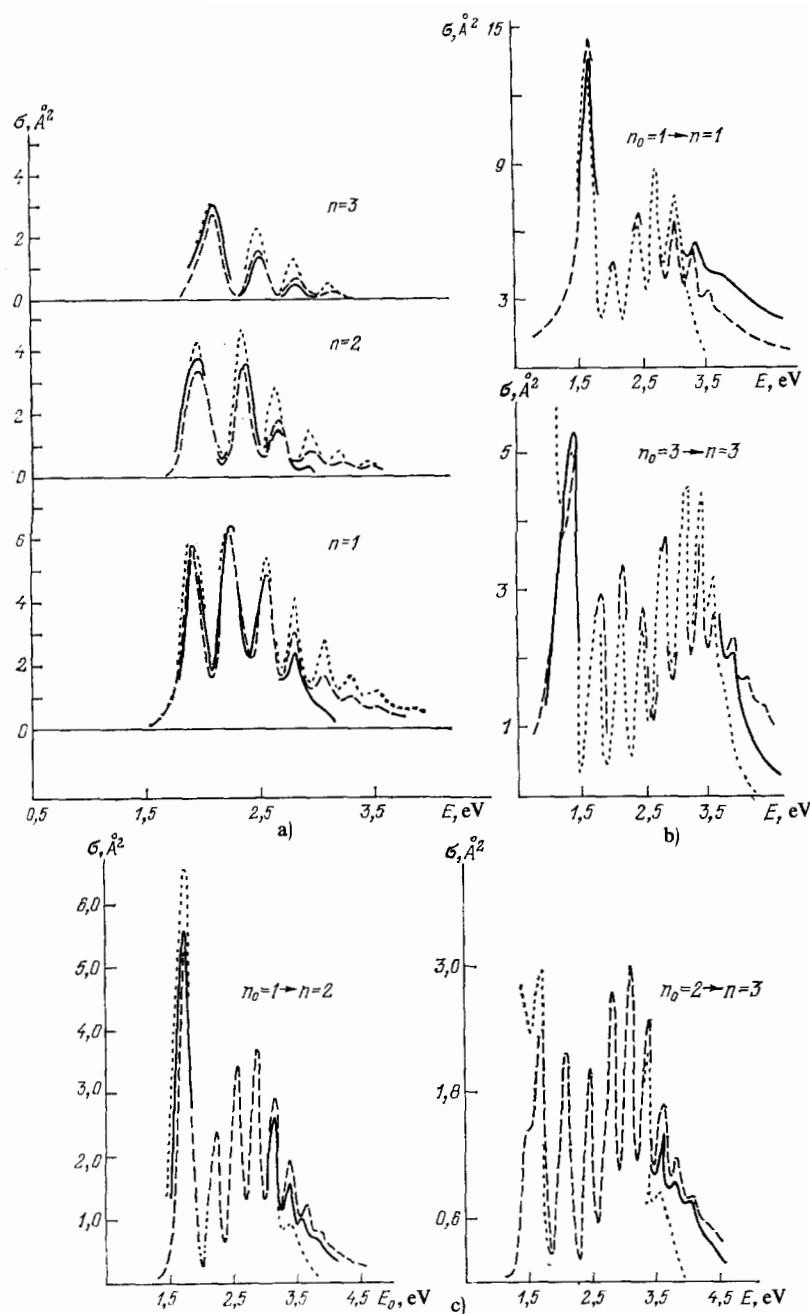 σ, Å²
4
2
0
n=3
4
2
0
n=2
6
4
2
0
n=1
0,5
1,5
2,5
3,5
E, eV
a)
σ, Å²
15
9
3
n₀=1→n=1
1,5
2,5
3,5
E, eV
σ, Å²
5
3
1
n₀=3→n=3
1,5
2,5
3,5
E, eV
b)
σ, Å²
6,0
5,0
4,0
3,0
2,0
1,0
n₀=1→n=2
1,5
2,5
3,5
4,5
E₀, eV
σ, Å²
3,0
1,8
0,6
n₀=2→n=3
1,5
2,5
3,5
4,5
E, eV
c)